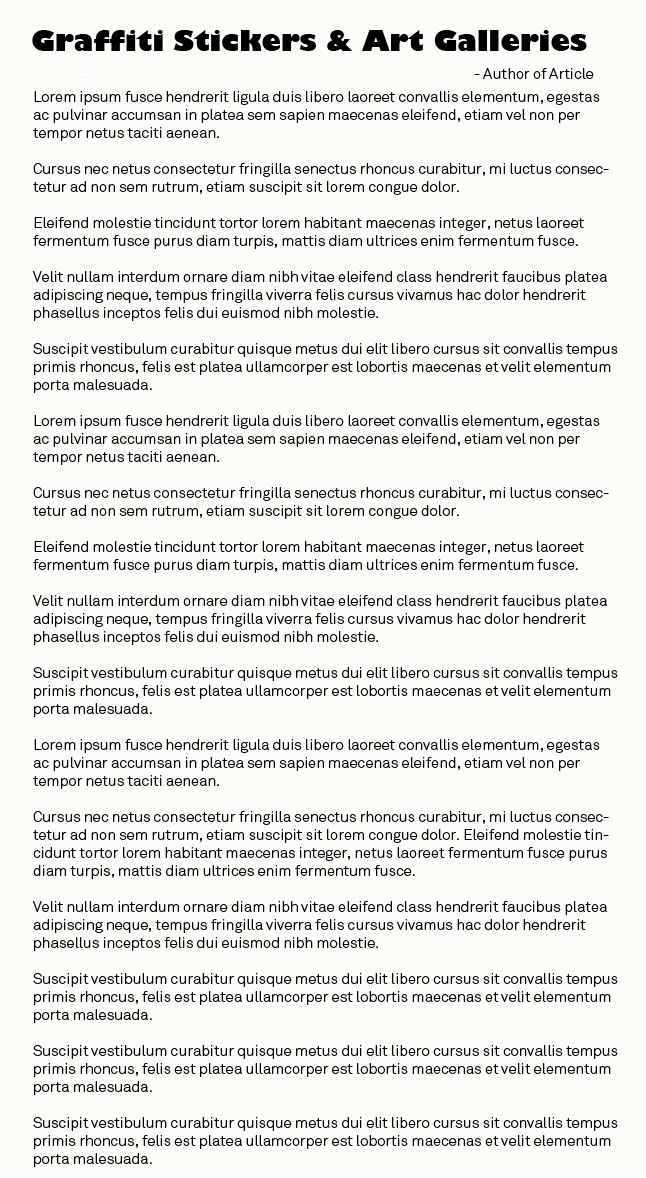 Graffiti Stickers & Art Galleries
- Author of Article
Lorem ipsum fusce hendrerit ligula duis libero laoreet convallis elementum, egestas
ac pulvinar accumsan in platea sem sapien maecenas eleifend, etiam vel non per
tempor netus taciti aenean.
Cursus nec netus consectetur fringilla senectus rhoncus curabitur, mi luctus consec-
tetur ad non sem rutrum, etiam suscipit sit lorem congue dolor.
Eleifend molestie tincidunt tortor lorem habitant maecenas integer, netus laoreet
fermentum fusce purus diam turpis, mattis diam ultrices enim fermentum fusce.
Velit nullam interdum ornare diam nibh vitae eleifend class hendrerit faucibus platea
adipiscing neque, tempus fringilla viverra felis cursus vivamus hac dolor hendrerit
phasellus inceptos felis dui euismod nibh molestie.
Suscipit vestibulum curabitur quisque metus dui elit libero cursus sit convallis tempus
primis rhoncus, felis est platea ullamcorper est lobortis maecenas et velit elementum
porta malesuada.
Lorem ipsum fusce hendrerit ligula duis libero laoreet convallis elementum, egestas
ac pulvinar accumsan in platea sem sapien maecenas eleifend, etiam vel non per
tempor netus taciti aenean.
Cursus nec netus consectetur fringilla senectus rhoncus curabitur, mi luctus consec-
tetur ad non sem rutrum, etiam suscipit sit lorem congue dolor.
Eleifend molestie tincidunt tortor lorem habitant maecenas integer, netus laoreet
fermentum fusce purus diam turpis, mattis diam ultrices enim fermentum fusce.
Velit nullam interdum ornare diam nibh vitae eleifend class hendrerit faucibus platea
adipiscing neque, tempus fringilla viverra felis cursus vivamus hac dolor hendrerit
phasellus inceptos felis dui euismod nibh molestie.
Suscipit vestibulum curabitur quisque metus dui elit libero cursus sit convallis tempus
primis rhoncus, felis est platea ullamcorper est lobortis maecenas et velit elementum
porta malesuada.
Lorem ipsum fusce hendrerit ligula duis libero laoreet convallis elementum, egestas
ac pulvinar accumsan in platea sem sapien maecenas eleifend, etiam vel non per
tempor netus taciti aenean.
Cursus nec netus consectetur fringilla senectus rhoncus curabitur, mi luctus consec-
tetur ad non sem rutrum, etiam suscipit sit lorem congue dolor. Eleifend molestie tin-
cidunt tortor lorem habitant maecenas integer, netus laoreet fermentum fusce purus
diam turpis, mattis diam ultrices enim fermentum fusce.
Velit nullam interdum ornare diam nibh vitae eleifend class hendrerit faucibus platea
adipiscing neque, tempus fringilla viverra felis cursus vivamus hac dolor hendrerit
phasellus inceptos felis dui euismod nibh molestie.
Suscipit vestibulum curabitur quisque metus dui elit libero cursus sit convallis tempus
primis rhoncus, felis est platea ullamcorper est lobortis maecenas et velit elementum
porta malesuada.
Suscipit vestibulum curabitur quisque metus dui elit libero cursus sit convallis tempus
primis rhoncus, felis est platea ullamcorper est lobortis maecenas et velit elementum
porta malesuada.
Suscipit vestibulum curabitur quisque metus dui elit libero cursus sit convallis tempus
primis rhoncus, felis est platea ullamcorper est lobortis maecenas et velit elementum
porta malesuada.